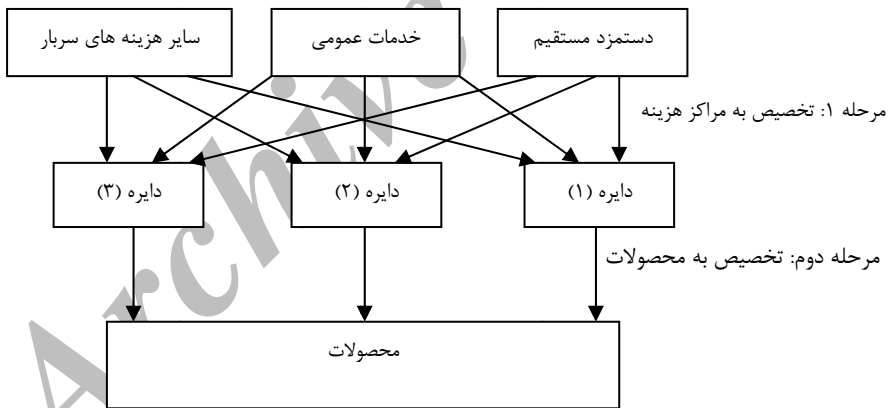 دستمزد مستقیم
خدمات عمومی
سایر هزینه های سربار
مرحله ۱: تخصیص به مراکز هزینه
دایره (۱)
دایره (۲)
دایره (۳)
مرحله دوم: تخصیص به محصولات
محصولات
Archive